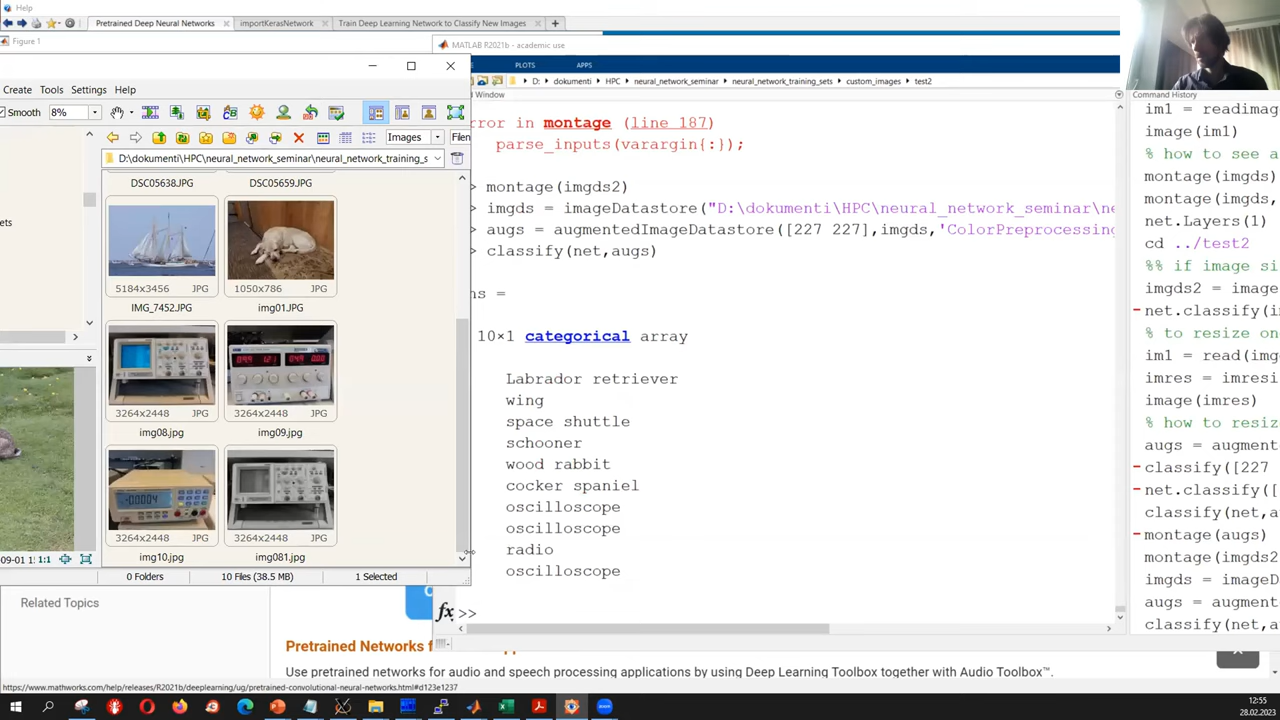 Help
Pretrained Deep Neural Networks
importKerasNetwork
Train Deep Learning Network to Classify New Images
Figure 1
MATLAB R2021b - academic use
PLOTS
APPS
D: dokumenti HPC neural_network_seminar neural_network_training_sets custom_images test2
Window
Command History
Create Tools Settings Help
Smooth 8%
Images
D:\dokumenti\HPC\neural_network_seminar\neural_network_training_s
DSC05638.JPG
DSC05659.JPG
5184x3456 JPG
1050x786 JPG
IMG_7452.JPG
img01.JPG
3264x2448 JPG
3264x2448 JPG
img08.jpg
img09.jpg
3264x2448 JPG
3264x2448 JPG
img10.jpg
img081.jpg
0 Folders
10 Files (38.5 MB)
1 Selected
1:1
ror in montage (line 187)
parse_inputs(varargin{:});
> montage(imgds2)
> imgds = imageDatastore("D:\dokumenti\HPC\neural_network_seminar\ne
> augs = augmentedImageDatastore([227 227],imgds,'ColorPreprocessing
> classify(net,augs)
ns =
10×1 categorical array
Labrador retriever
wing
space shuttle
schooner
wood rabbit
cocker spaniel
oscilloscope
oscilloscope
radio
oscilloscope
fx >>
im1 = readimag
image(im1)
% how to see a
montage(imgds)
montage(imgds,
net.Layers(1)
cd ../test2
%% if image si
imgds2 = image
net.classify(i
% to resize on
im1 = read(img
imres = imresi
image(imres)
% how to resiz
augs = augment
classify([227
net.classify([
classify(net,a
montage(augs)
montage(imgds2
imgds = imageD
augs = augment
classify(net,a
Related Topics
Pretrained Networks f
Use pretrained networks for audio and speech processing applications by using Deep Learning Toolbox together with Audio Toolbox™.
https://www.mathworks.com/help/releases/R2021b/deeplearning/ug/pretrained-convolutional-neural-networks.html#d123e1237
12:55
28.02.2023